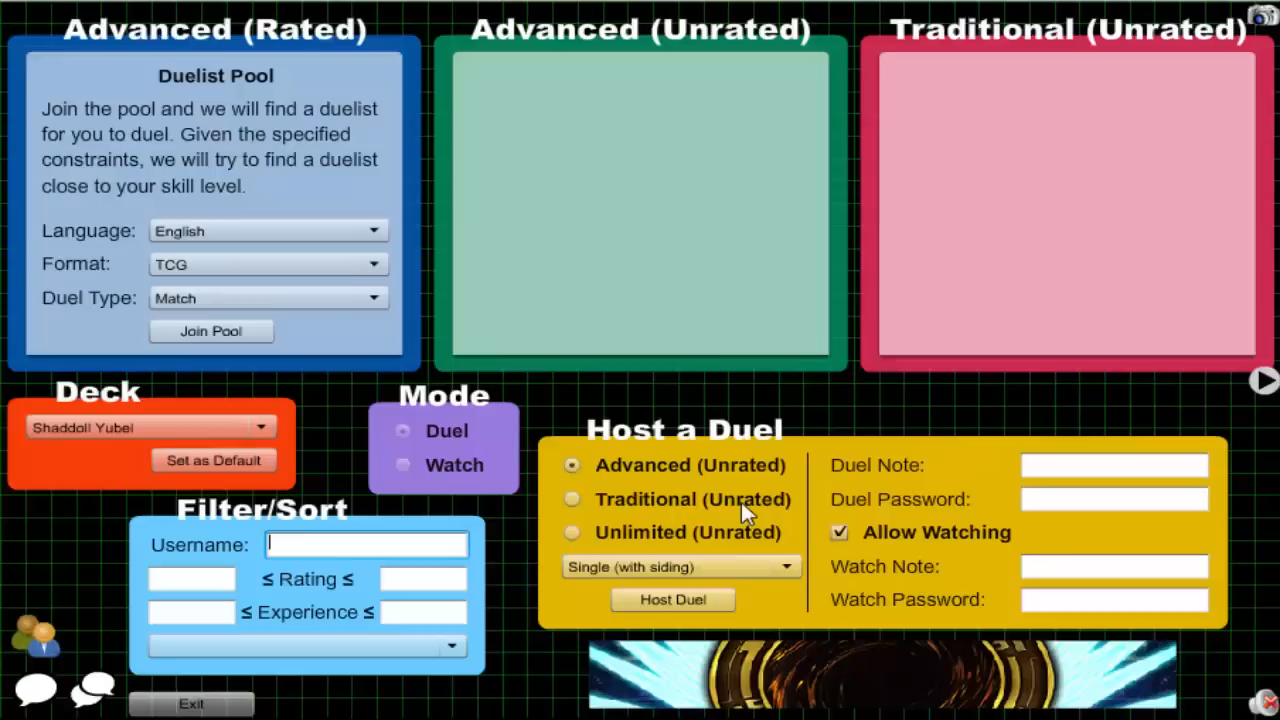 Advanced (Rated)
Duelist Pool
Join the pool and we will find a duelist
for you to duel. Given the specified
constraints, we will try to find a duelist
close to your skill level.
Language: English
Format: TCG
Duel Type: Match
Join Pool
Advanced (Unrated)
Traditional (Unrated)
Deck
Shaddoll Yubel
Set as Default
Mode
Duel
Watch
Filter/Sort
Username:
≤ Rating ≤
≤ Experience ≤
Exit
Host a Duel
Advanced (Unrated)
Traditional (Unrated)
Unlimited (Unrated)
Single (with siding)
Host Duel
Duel Note:
Duel Password:
Allow Watching
Watch Note:
Watch Password: